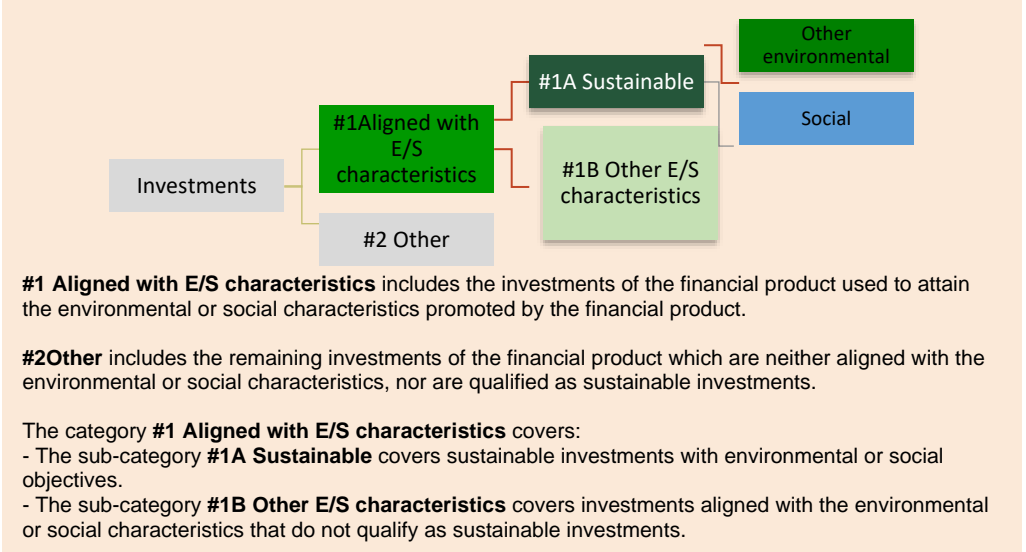 Other
environmental
#1A Sustainable
Social
#1Aligned with
E/S
characteristics
#1B Other E/S
characteristics
Investments
#2 Other
#1 Aligned with E/S characteristics includes the investments of the financial product used to attain
the environmental or social characteristics promoted by the financial product.
#2Other includes the remaining investments of the financial product which are neither aligned with the
environmental or social characteristics, nor are qualified as sustainable investments.
The category #1 Aligned with E/S characteristics covers:
- The sub-category #1A Sustainable covers sustainable investments with environmental or social
objectives.
- The sub-category #1B Other E/S characteristics covers investments aligned with the environmental
or social characteristics that do not qualify as sustainable investments.